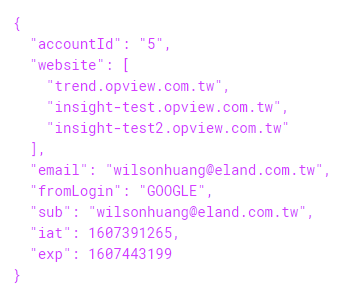 {
"accountId": "5",
"website": [
"trend.opview.com.tw",
"insight-test.opview.com.tw",
"insight-test2.opview.com.tw"
],
"email": "wilsonhuang@eland.com.tw",
"fromLogin": "GOOGLE",
"sub": "wilsonhuang@eland.com.tw",
"iat": 1607391265,
"exp": 1607443199
}